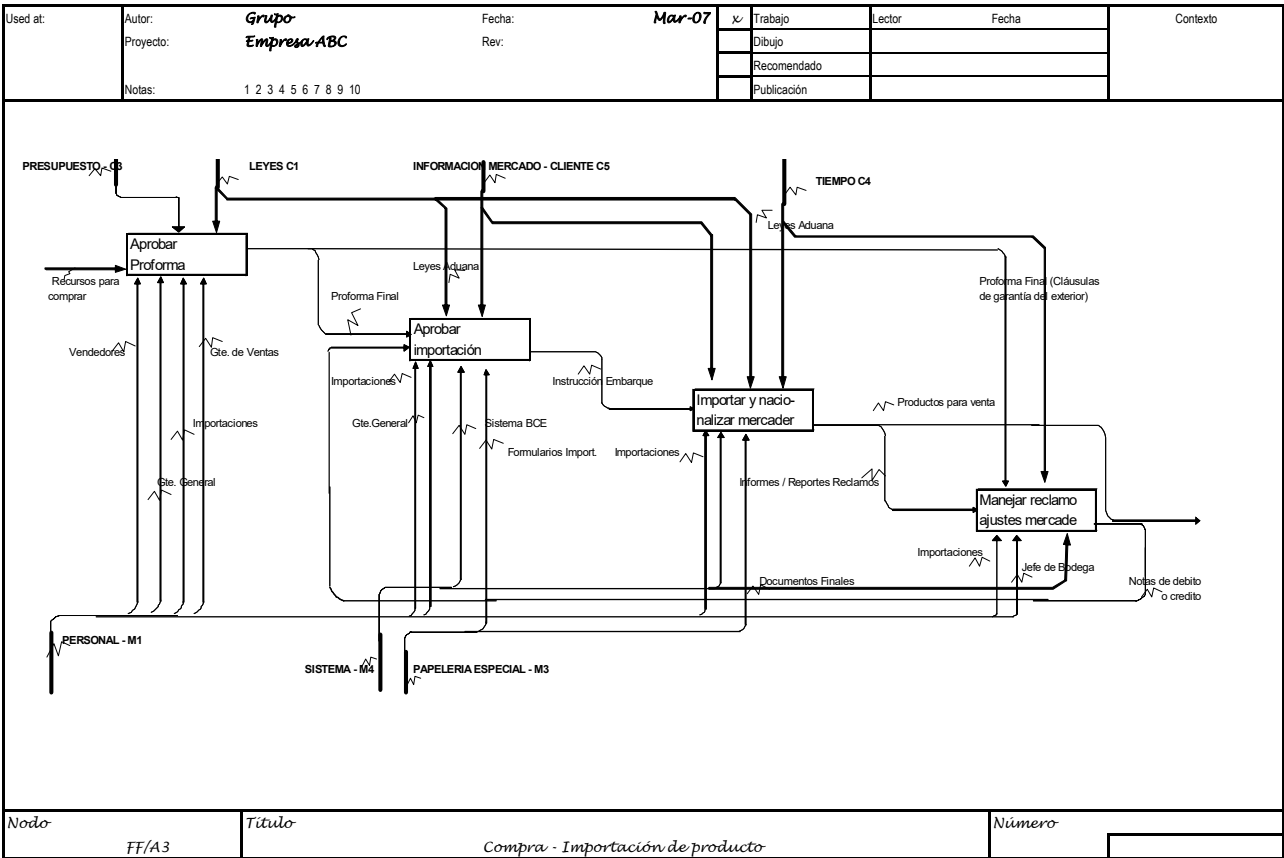 Used at:
Autor:
Grupo
Fecha:
Mar-07
x
Trabajo
Lector
Fecha
Contexto
Proyecto:
Empresa ABC
Rev:
Dibujo
Recomendado
Notas:
1 2 3 4 5 6 7 8 9 10
Publicación
PRESUPUESTO - C3
LEYES C1
INFORMACION MERCADO - CLIENTE C5
TIEMPO C4
Leyes Aduana
Aprobar
Proforma
Leyes Aduana
Recursos para
comprar
Proforma Final
Proforma Final (Cláusulas
de garantía del exterior)
Aprobar
importación
Vendedores
Gte. de Ventas
Importaciones
Instrucción Embarque
Importar y nacio-
nalizar mercader
Productos para venta
Importaciones
Gte.General
Sistema BCE
Formularios Import.
Importaciones
Gte. General
Informes / Reportes Reclamos
Manejar reclamo
ajustes mercade
Importaciones
Jefe de Bodega
Documentos Finales
Notas de debito
o credito
PERSONAL - M1
SISTEMA - M4
PAPELERIA ESPECIAL - M3
Nodo
Título
Número
FF/A3
Compra - Importación de producto